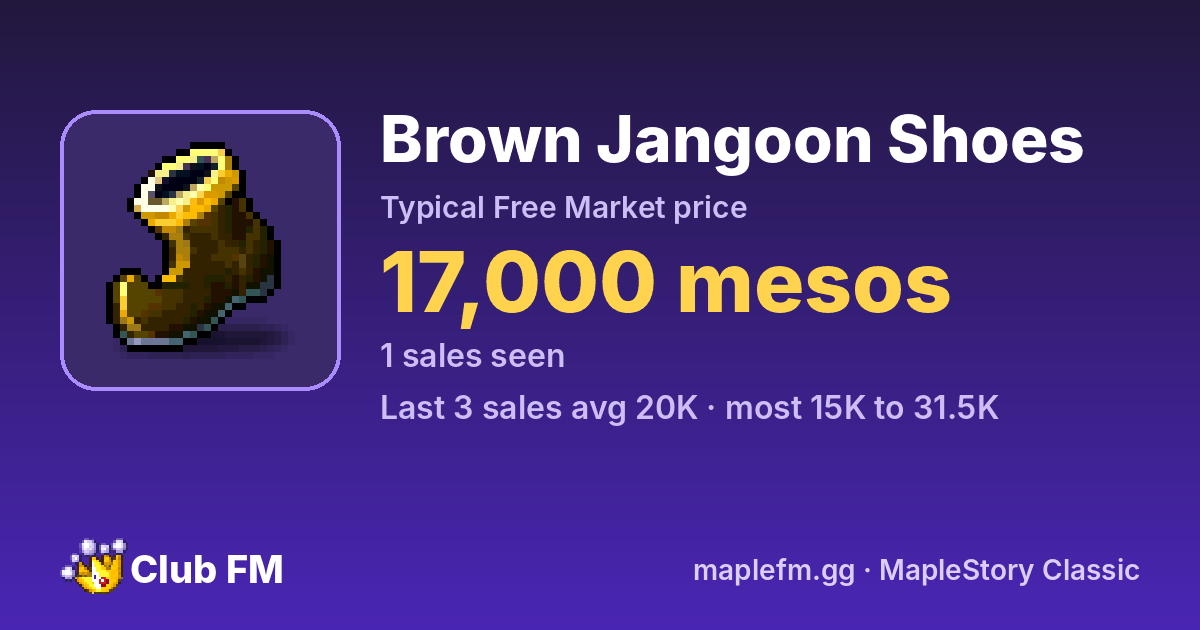 Brown Jangoon Shoes
Typical Free Market price
17,000 mesos
1 sales seen
Last 3 sales avg 20K · most 15K to 31.5K
Club FM
maplefm.gg · MapleStory Classic